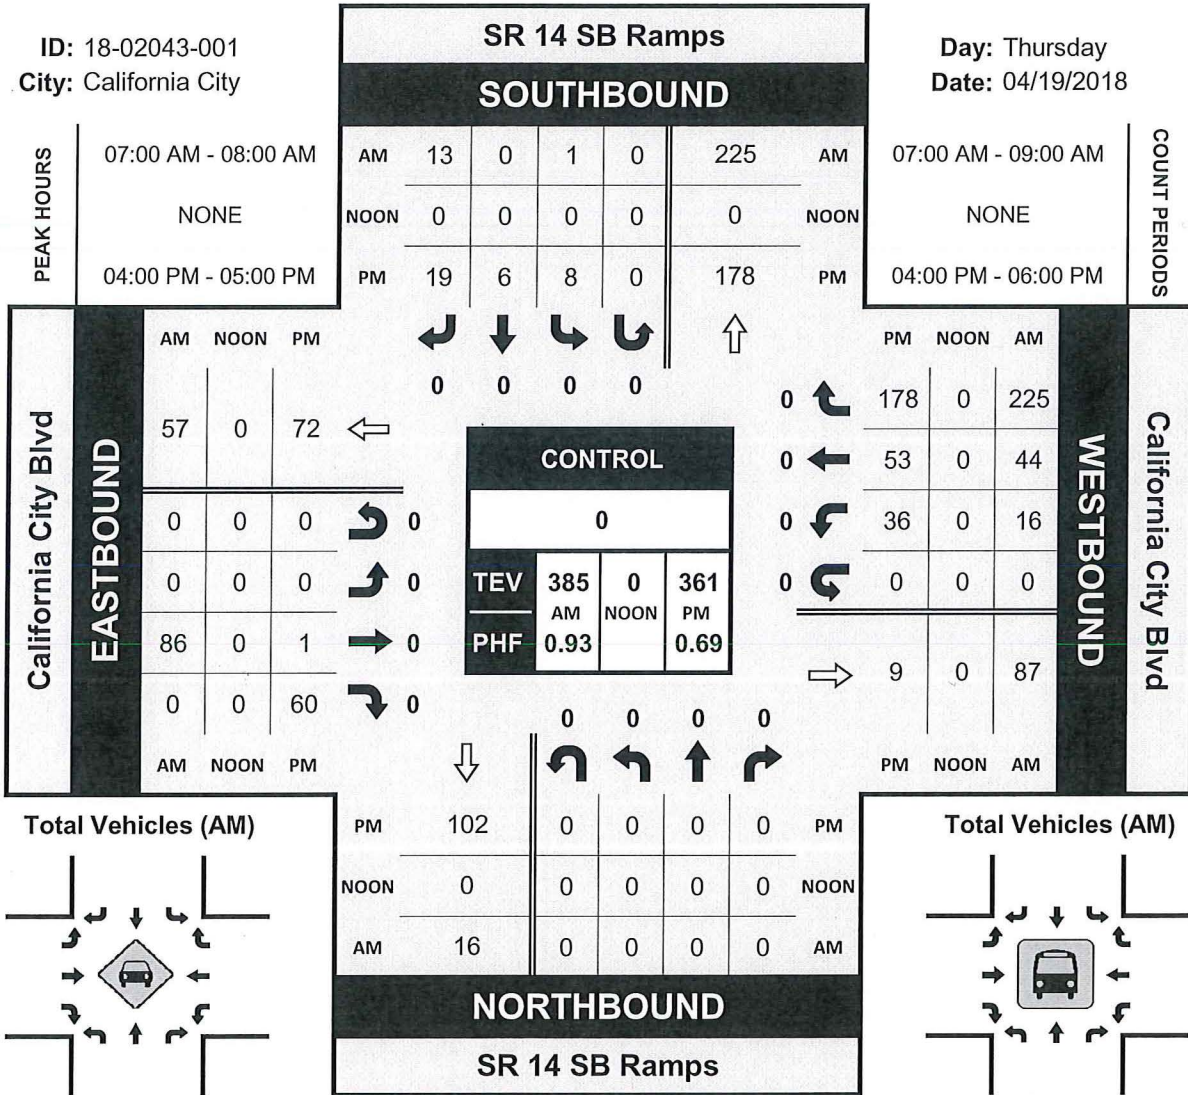 SR 14 SB Ramps
ID: 18-02043-001
Day: Thursday
City: California City
Date: 04/19/2018
SOUTHBOUND
PEAK HOURS
07:00 AM - 08:00 AM
AM 13 0 1 0 225 AM
07:00 AM - 09:00 AM
COUNT PERIODS
NONE
NOON 0 0 0 0 0 NOON
NONE
04:00 PM - 05:00 PM
PM 19 6 8 0 178 PM
04:00 PM - 06:00 PM
California City Blvd
EASTBOUND
AM NOON PM
PM NOON AM
0 0 0 0
57 0 72
0 178 0 225
0 53 0 44
0 0 0 0
0 36 0 16
0 0 0 0
0 0 0 0
86 0 1 0
9 0 87
0 0 60 0
AM NOON PM
PM NOON AM
WESTBOUND
California City Blvd
CONTROL
0
TEV 385 0 361
AM NOON PM
PHF 0.93 0.69
0 0 0 0
Total Vehicles (AM)
PM 102 0 0 0 0 PM
Total Vehicles (AM)
NOON 0 0 0 0 0 NOON
AM 16 0 0 0 0 AM
NORTHBOUND
SR 14 SB Ramps